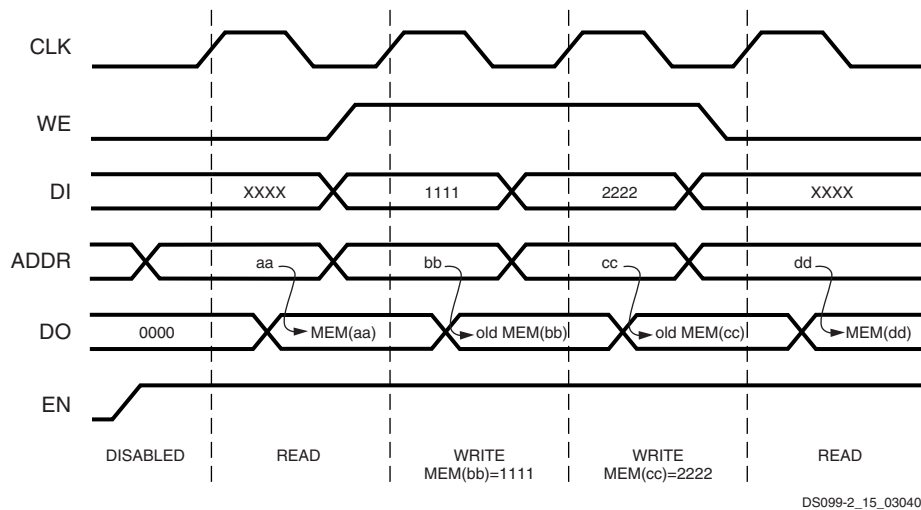 CLK
WE
DI XXXX 1111 2222 XXXX
ADDR aa bb cc dd
DO 0000 MEM(aa) old MEM(bb) old MEM(cc) MEM(dd)
EN
DISABLED READ WRITE WRITE READ
MEM(bb)=1111 MEM(cc)=2222
DS099-2_15_03040